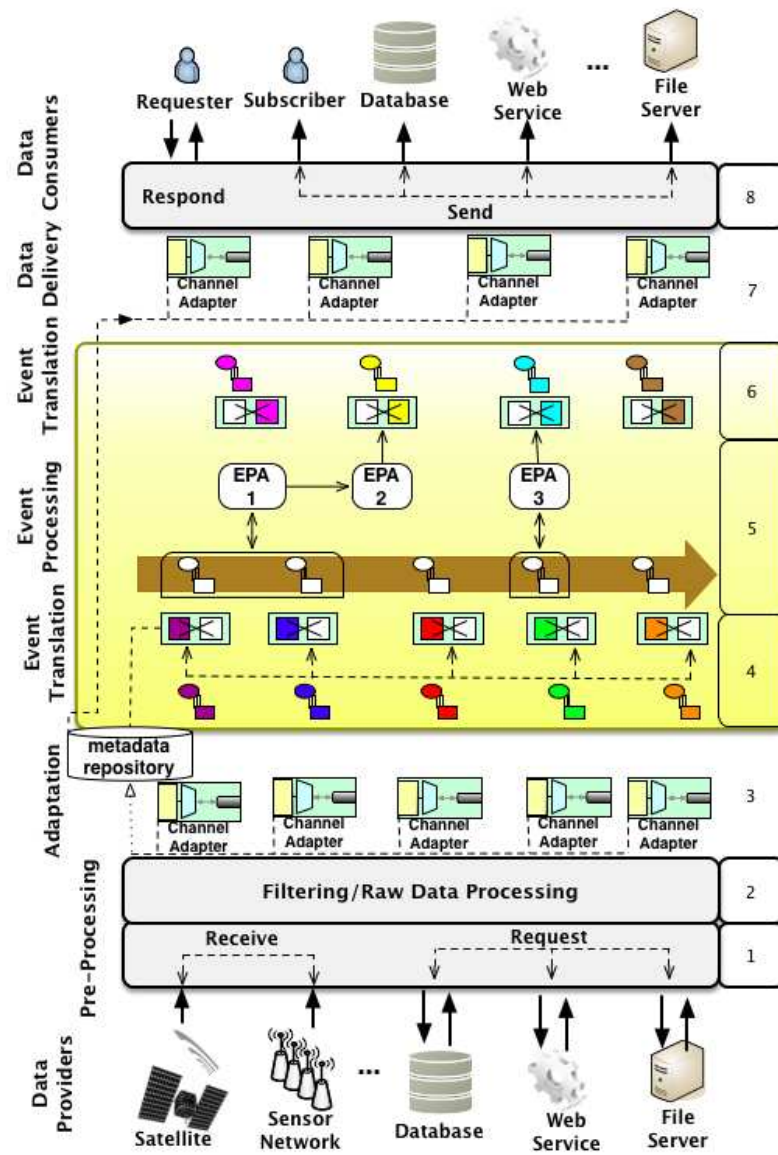 Requester
Subscriber
Database
Web
Service
...
File
Server
Data
Consumers
Respond
Send
8
Data
Delivery
Channel
Adapter
Channel
Adapter
Channel
Adapter
Channel
Adapter
7
Event
Translation
6
Event
Processing
EPA
1
EPA
2
EPA
3
5
Event
Translation
4
metadata
repository
Adaptation
Channel
Adapter
Channel
Adapter
Channel
Adapter
Channel
Adapter
Channel
Adapter
3
Pre-Processing
Filtering/Raw Data Processing
2
Receive
Request
1
Data
Providers
Satellite
Sensor
Network
...
Database
Web
Service
File
Server